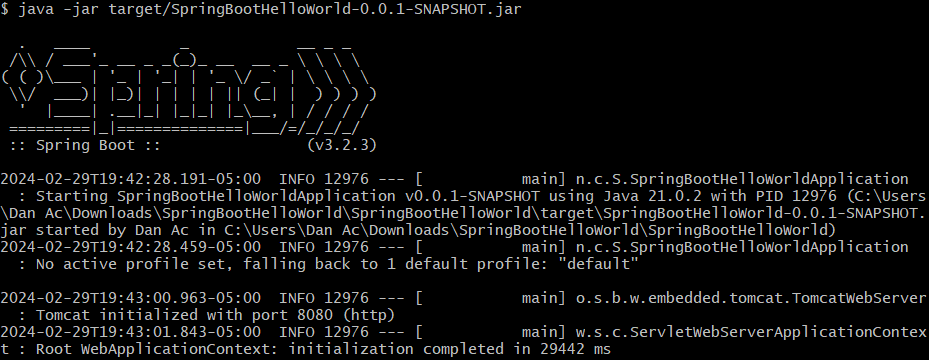 $ java -jar target/SpringBootHelloWorld-0.0.1-SNAPSHOT.jar

  .   ____          _            __ _ _
 /\\ / ___'_ __ _ _(_)_ __  __ _ \ \ \ \
( ( )\___ | '_ | '_| | '_ \/ _` | \ \ \ \
 \\/  ___)| |_)| | | | | || (_| |  ) ) ) )
  '  |____| .__|_| |_|_| |_\__, | / / / /
 =========|_|==============|___/=/_/_/_/
 :: Spring Boot ::                (v3.2.3)

2024-02-29T19:42:28.191-05:00  INFO 12976 --- [           main] n.c.S.SpringBootHelloWorldApplication
  : Starting SpringBootHelloWorldApplication v0.0.1-SNAPSHOT using Java 21.0.2 with PID 12976 (C:\Users
\Dan Ac\Downloads\SpringBootHelloWorld\SpringBootHelloWorld\target\SpringBootHelloWorld-0.0.1-SNAPSHOT.
jar started by Dan Ac in C:\Users\Dan Ac\Downloads\SpringBootHelloWorld\SpringBootHelloWorld)
2024-02-29T19:42:28.459-05:00  INFO 12976 --- [           main] n.c.S.SpringBootHelloWorldApplication
  : No active profile set, falling back to 1 default profile: "default"

2024-02-29T19:43:00.963-05:00  INFO 12976 --- [           main] o.s.b.w.embedded.tomcat.TomcatWebServer
  : Tomcat initialized with port 8080 (http)
2024-02-29T19:43:01.843-05:00  INFO 12976 --- [           main] w.s.c.ServletWebServerApplicationContex
t : Root WebApplicationContext: initialization completed in 29442 ms